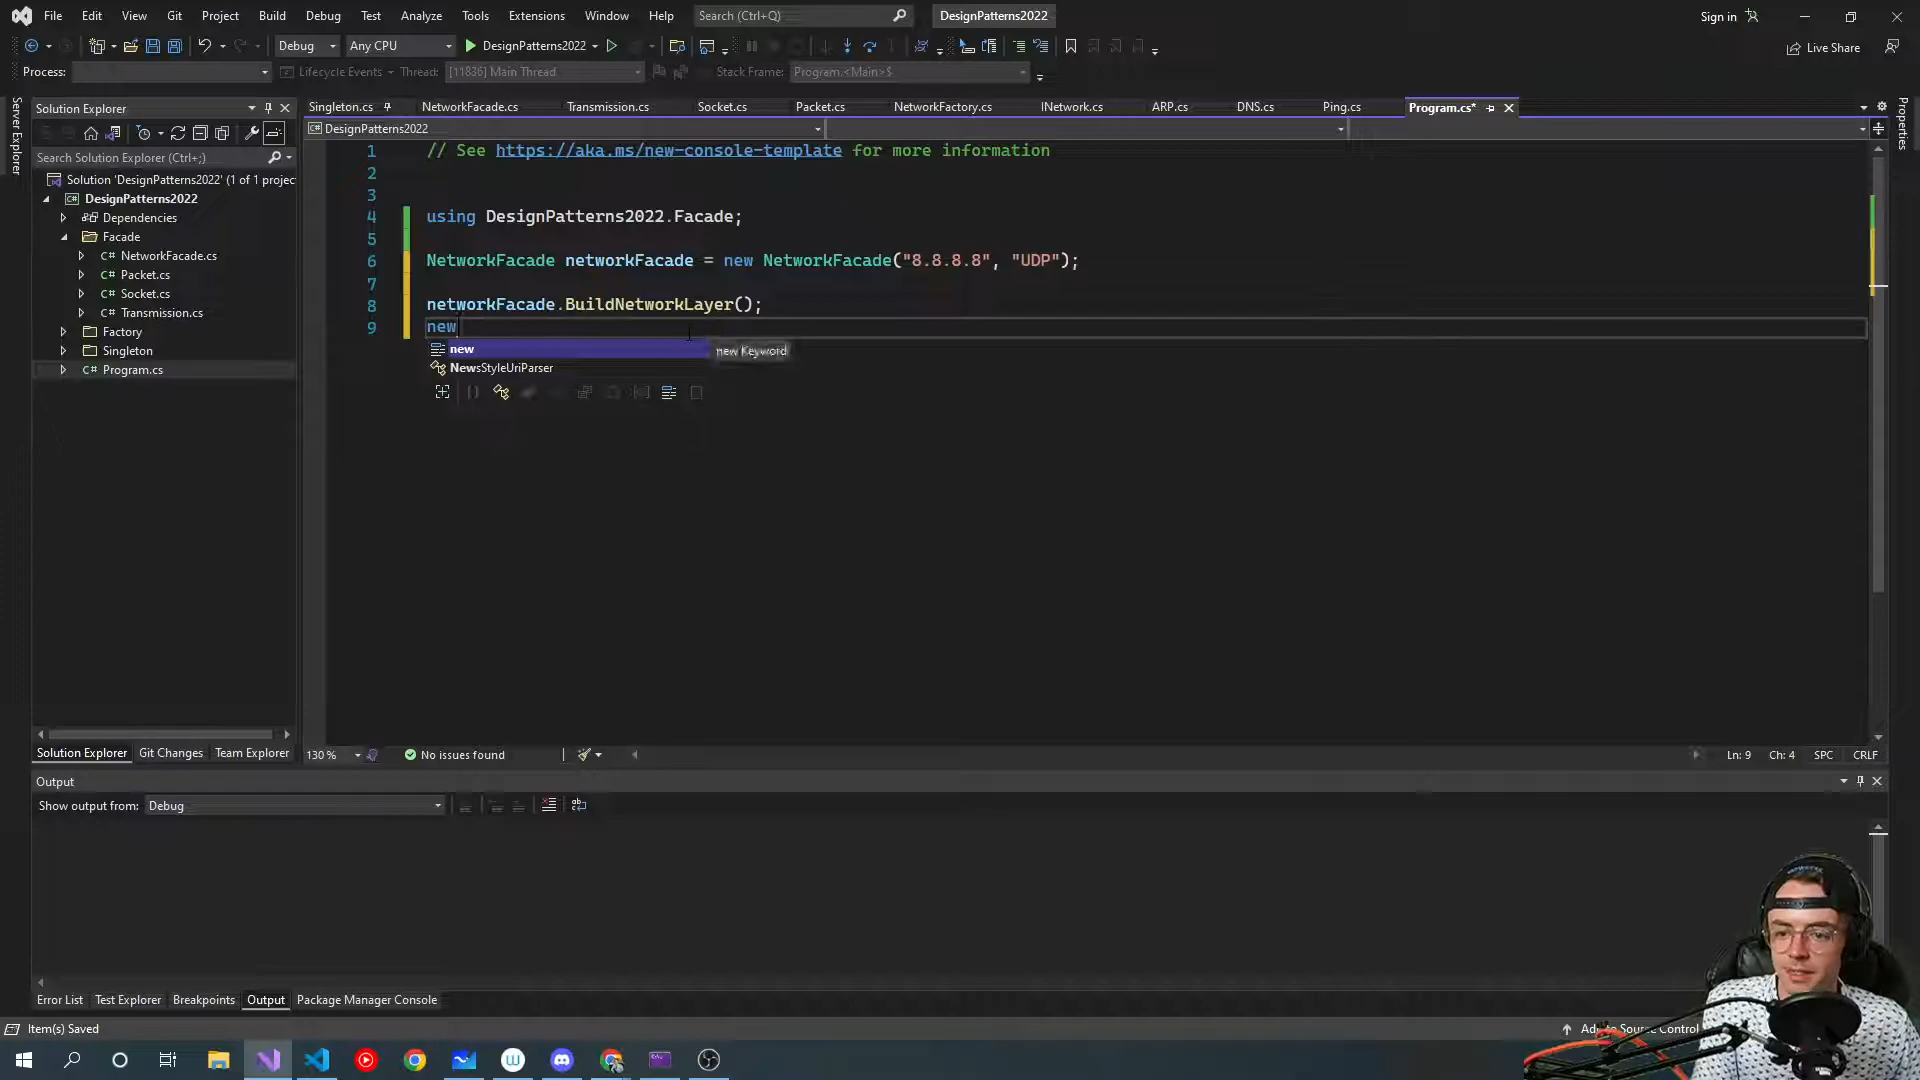 File Edit View Git Project Build Debug Test Analyze Tools Extensions Window Help Search (Ctrl+Q) DesignPatterns2022 Sign in
Debug Any CPU DesignPatterns2022 Live Share
Process: Lifecycle Events Thread: [11836] Main Thread Stack Frame: Program.<Main>$
Server Explorer
Solution Explorer
Search Solution Explorer (Ctrl+;)
Solution 'DesignPatterns2022' (1 of 1 projec
DesignPatterns2022
Dependencies
Facade
C# NetworkFacade.cs
C# Packet.cs
C# Socket.cs
C# Transmission.cs
Factory
Singleton
C# Program.cs
Singleton.cs NetworkFacade.cs Transmission.cs Socket.cs Packet.cs NetworkFactory.cs INetwork.cs ARP.cs DNS.cs Ping.cs Program.cs*
Properties
DesignPatterns2022
1 // See https://aka.ms/new-console-template for more information
2
3
4 using DesignPatterns2022.Facade;
5
6 NetworkFacade networkFacade = new NetworkFacade("8.8.8.8", "UDP");
7
8 networkFacade.BuildNetworkLayer();
9 new
new new Keyword
NewsStyleUriParser
Solution Explorer Git Changes Team Explorer
130 % No issues found Ln: 9 Ch: 4 SPC CRLF
Output
Show output from: Debug
Error List Test Explorer Breakpoints Output Package Manager Console
Item(s) Saved Source Control